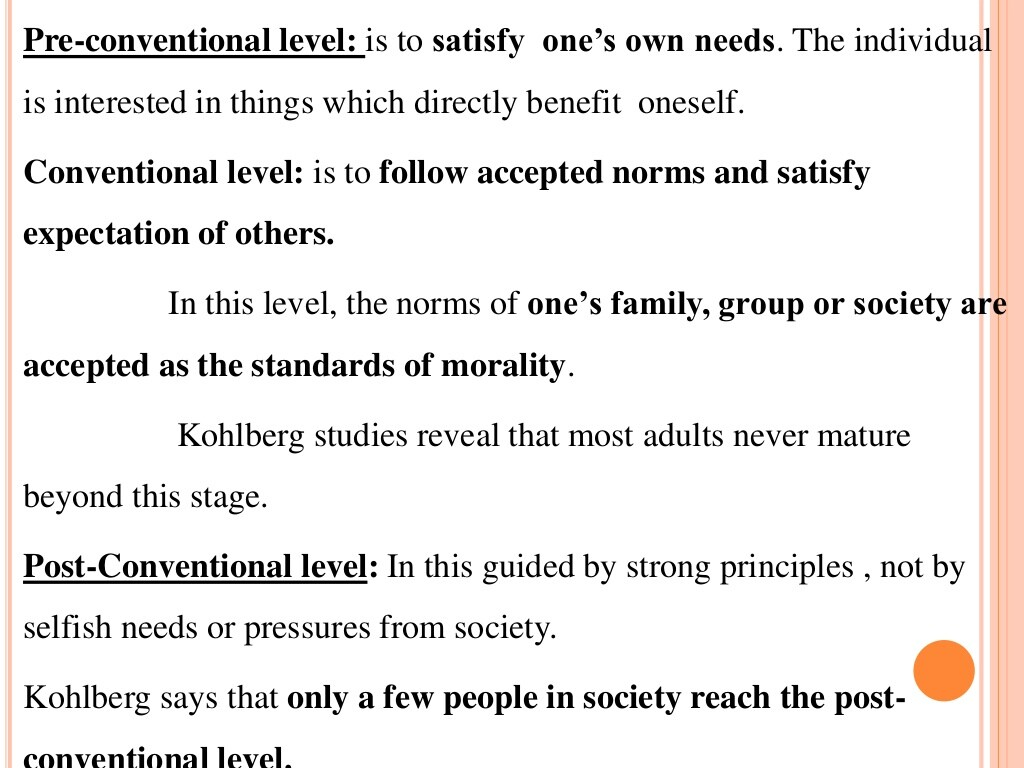 Pre-conventional level: is to satisfy  one’s own needs. The individual
is interested in things which directly benefit  oneself.
Conventional level: is to follow accepted norms and satisfy
expectation of others.
In this level, the norms of one’s family, group or society are
accepted as the standards of morality.
Kohlberg studies reveal that most adults never mature
beyond this stage.
Post-Conventional level: In this guided by strong principles , not by
selfish needs or pressures from society.
Kohlberg says that only a few people in society reach the post-
conventional level.